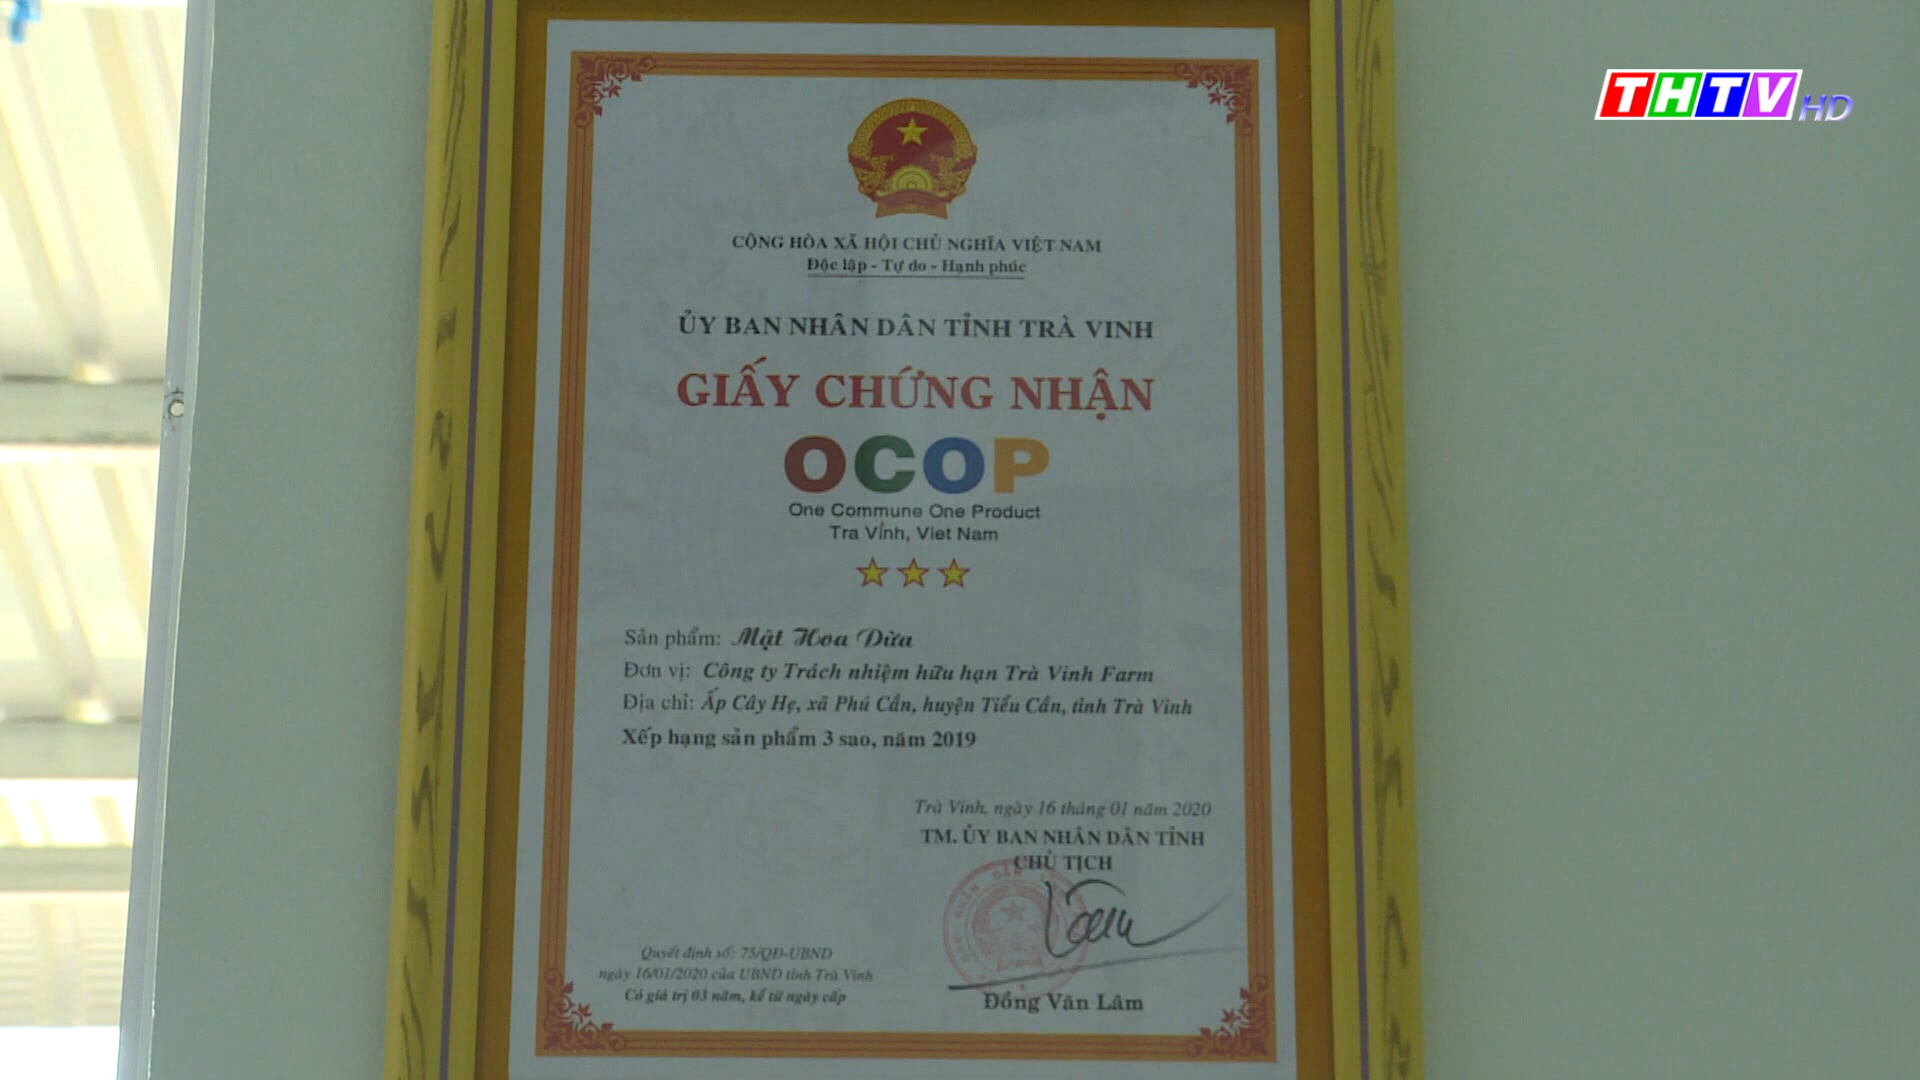 THTV HD
CỘNG HÒA XÃ HỘI CHỦ NGHĨA VIỆT NAM
Độc lập - Tự do - Hạnh phúc
ỦY BAN NHÂN DÂN TỈNH TRÀ VINH
GIẤY CHỨNG NHẬN
OCOP
One Commune One Product
Tra Vinh, Viet Nam
Sản phẩm: Mật Hoa Dừa
Đơn vị: Công ty Trách nhiệm hữu hạn Trà Vinh Farm
Địa chỉ: Ấp Cây Hẹ, xã Phú Cần, huyện Tiểu Cần, tỉnh Trà Vinh
Xếp hạng sản phẩm 3 sao, năm 2019
Trà Vinh, ngày 16 tháng 01 năm 2020
TM. ỦY BAN NHÂN DÂN TỈNH
CHỦ TỊCH
Quyết định số: 75/QĐ-UBND
ngày 16/01/2020 của UBND tỉnh Trà Vinh
Có giá trị 03 năm, kể từ ngày cấp
Đồng Văn Lâm